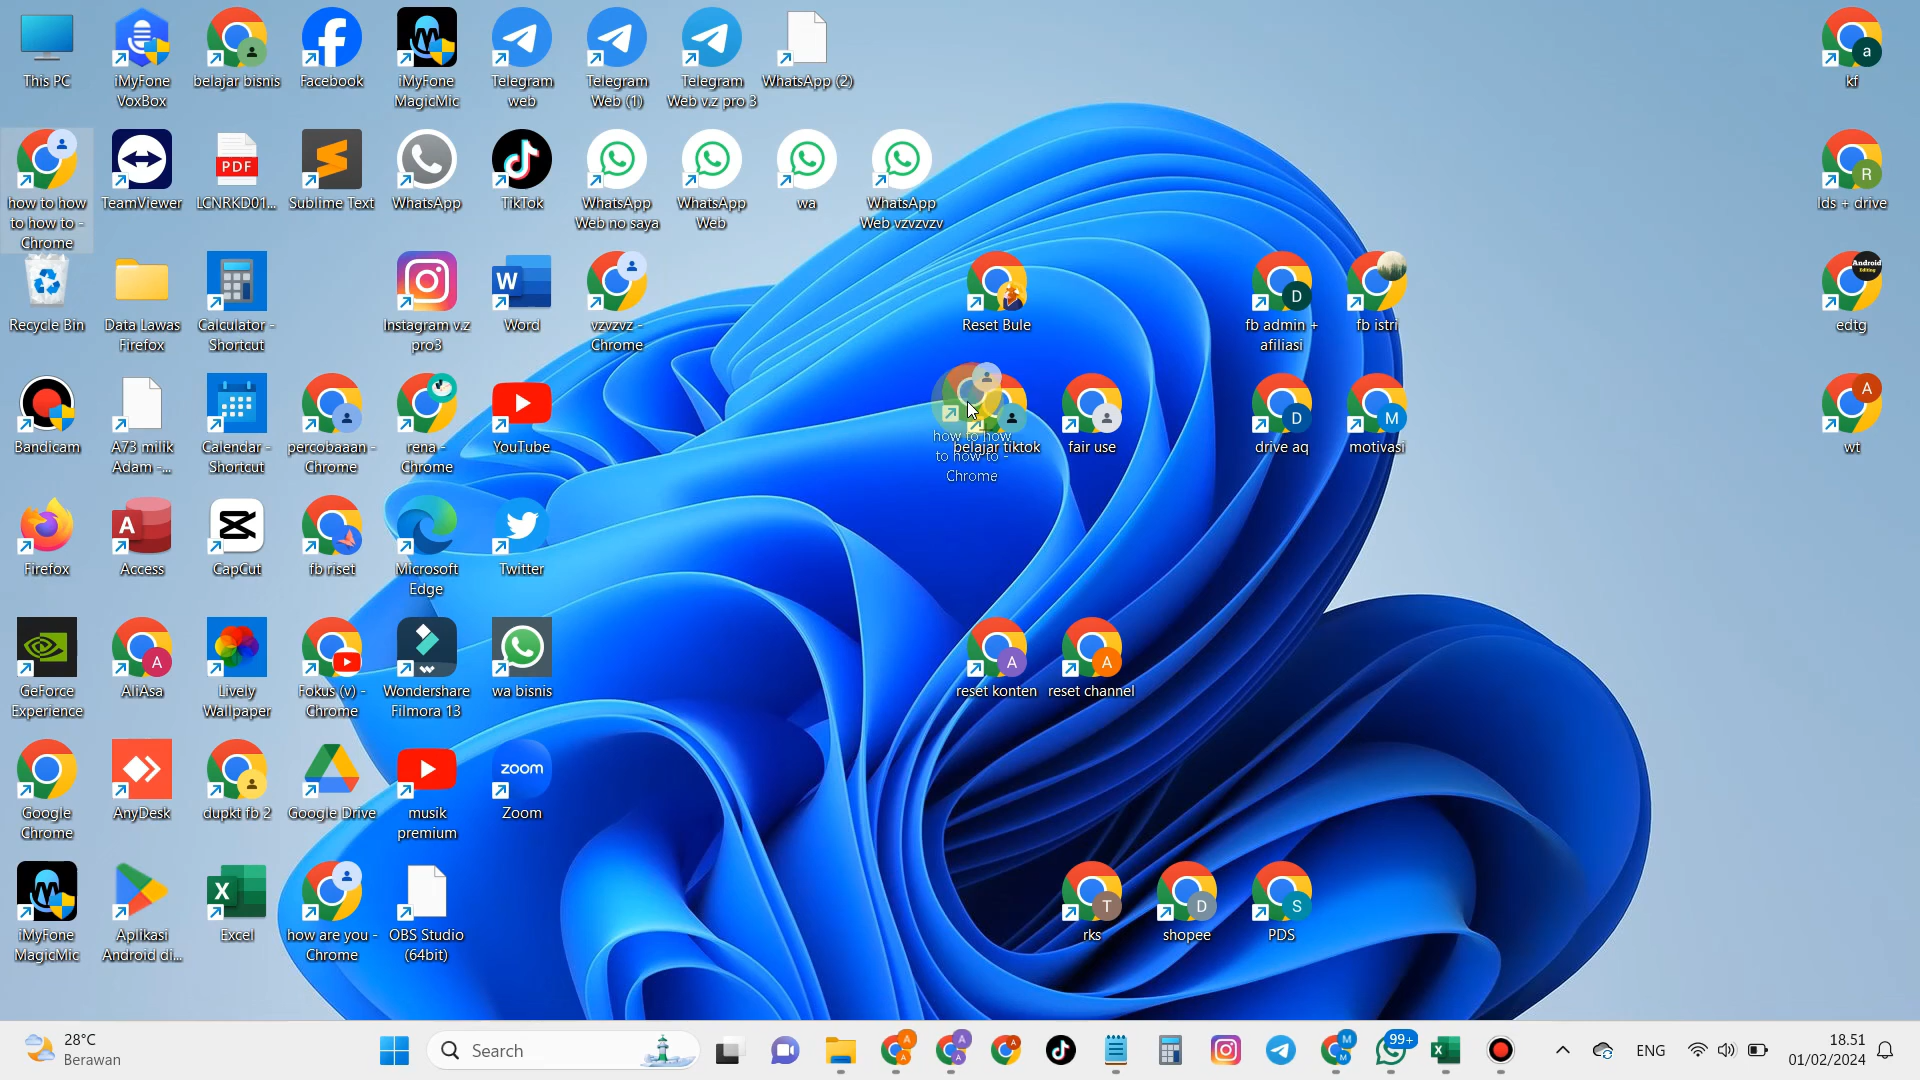 This PC
iMyFone
VoxBox
belajar bisnis
Facebook
iMyFone
MagicMic
Telegram
web
Telegram
Web (1)
Telegram
Web v.z pro 3
WhatsApp (2)
a
kf
how to how
to how to -
Chrome
TeamViewer
PDF
LCNRKD01...
Sublime Text
WhatsApp
TikTok
WhatsApp
Web no saya
WhatsApp
Web
wa
WhatsApp
Web vzvzvzv
R
lds + drive
Recycle Bin
Data Lawas
Firefox
Calculator -
Shortcut
Instagram v.z
pro3
W
Word
vzvzvz -
Chrome
Reset Bule
D
fb admin +
afiliasi
fb istri
Android
Editing
edtg
Bandicam
A73 milik
Adam -...
Calendar -
Shortcut
percobaaan -
Chrome
rena -
Chrome
YouTube
how to how
to how to -
Chrome
belajar tiktok
fair use
D
drive aq
M
motivasi
A
wt
Firefox
A
Access
CapCut
fb riset
Microsoft
Edge
Twitter
GeForce
Experience
A
AliAsa
Lively
Wallpaper
Fokus (v) -
Chrome
Wondershare
Filmora 13
wa bisnis
A
reset konten
A
reset channel
Google
Chrome
AnyDesk
dupkt fb 2
Google Drive
musik
premium
zoom
Zoom
iMyFone
MagicMic
Aplikasi
Android di...
X
Excel
how are you -
Chrome
OBS Studio
(64bit)
T
rks
D
shopee
S
PDS
28°C
Berawan
Search
A
A
A
A
A
M
M
99+
X
ENG
18.51
01/02/2024